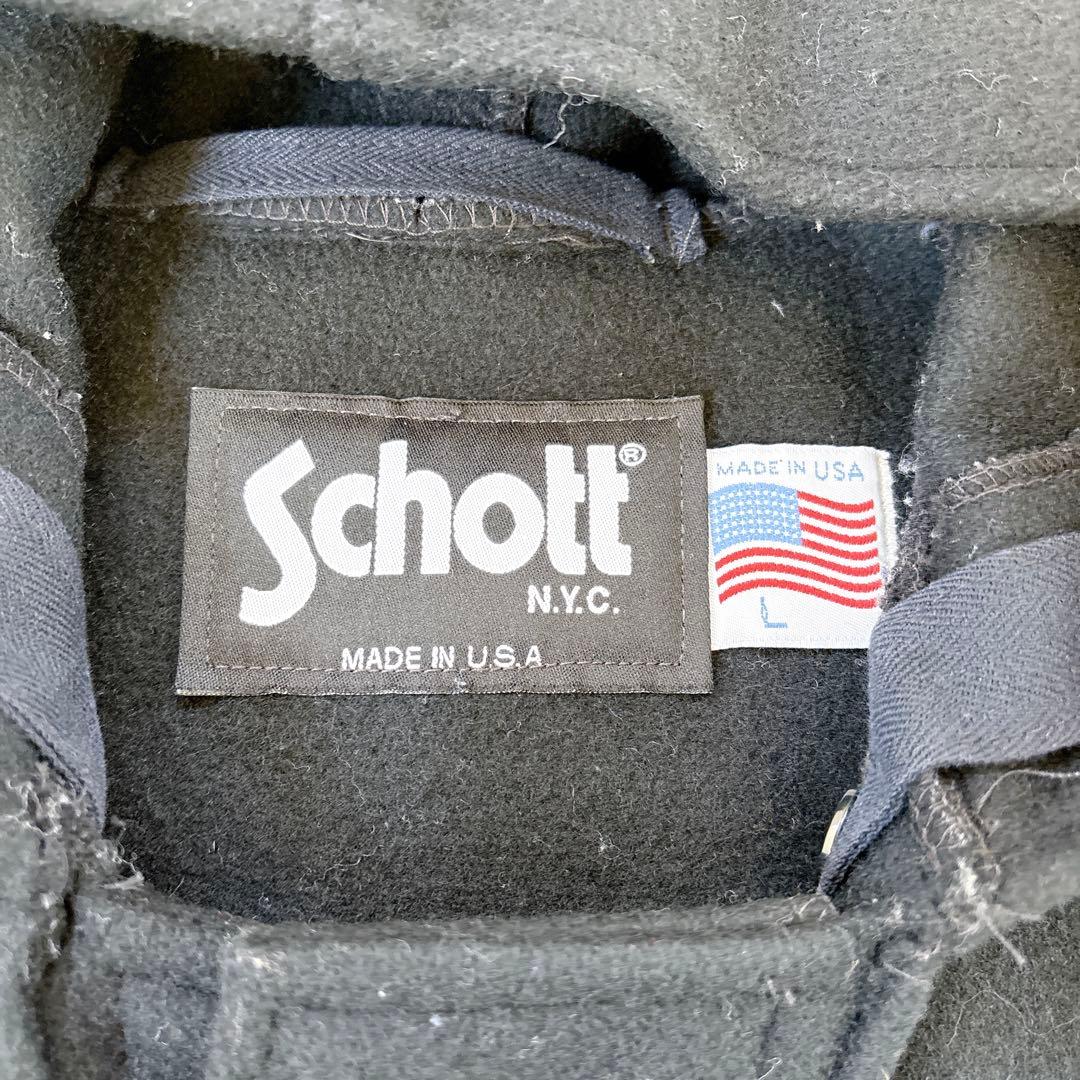 Schott®
N.Y.C.
MADE IN U.S.A
MADE IN USA
L